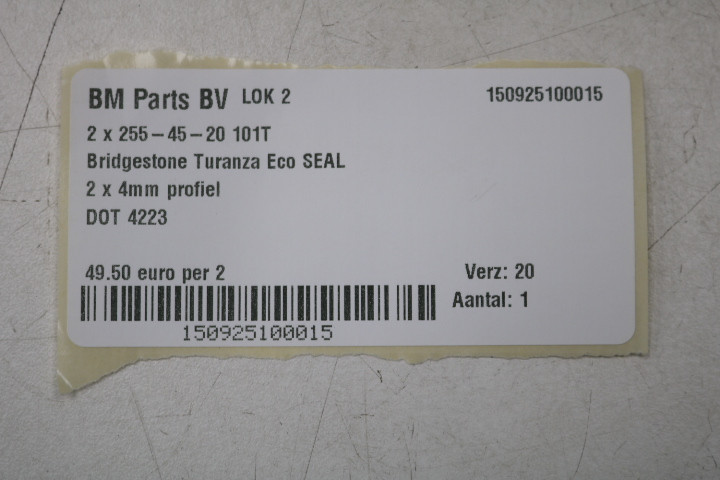 BM Parts BV LOK 2 150925100015
2 x 255-45-20 101T
Bridgestone Turanza Eco SEAL
2 x 4mm profiel
DOT 4223
49.50 euro per 2 Verz: 20
Aantal: 1
150925100015